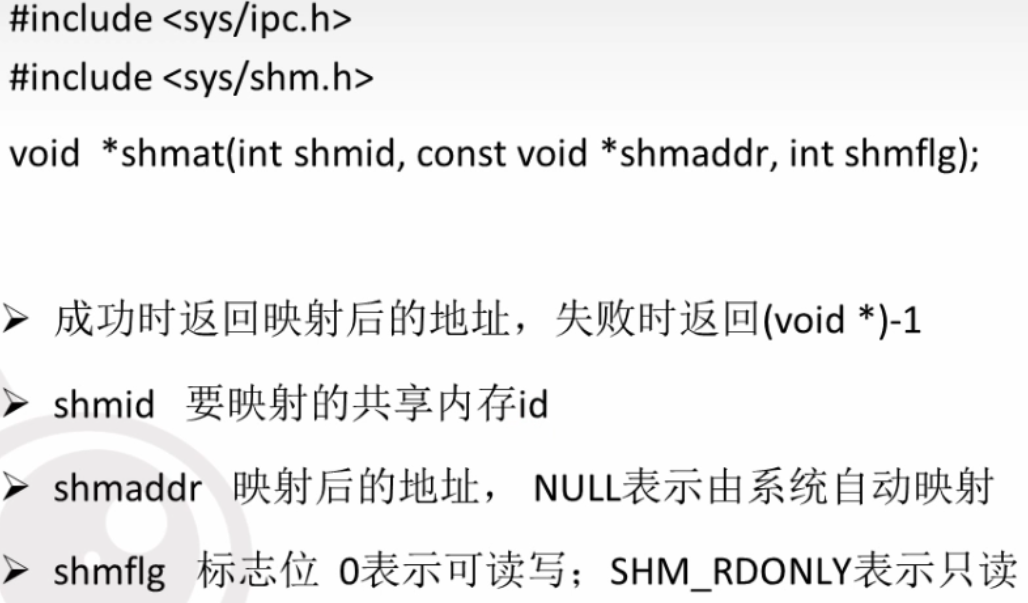 #include <sys/ipc.h>
#include <sys/shm.h>
void *shmat(int shmid, const void *shmaddr, int shmflg);
➢ 成功时返回映射后的地址，失败时返回(void *)-1
➢ shmid 要映射的共享内存id
➢ shmaddr 映射后的地址， NULL表示由系统自动映射
➢ shmflg 标志位 0表示可读写；SHM_RDONLY表示只读